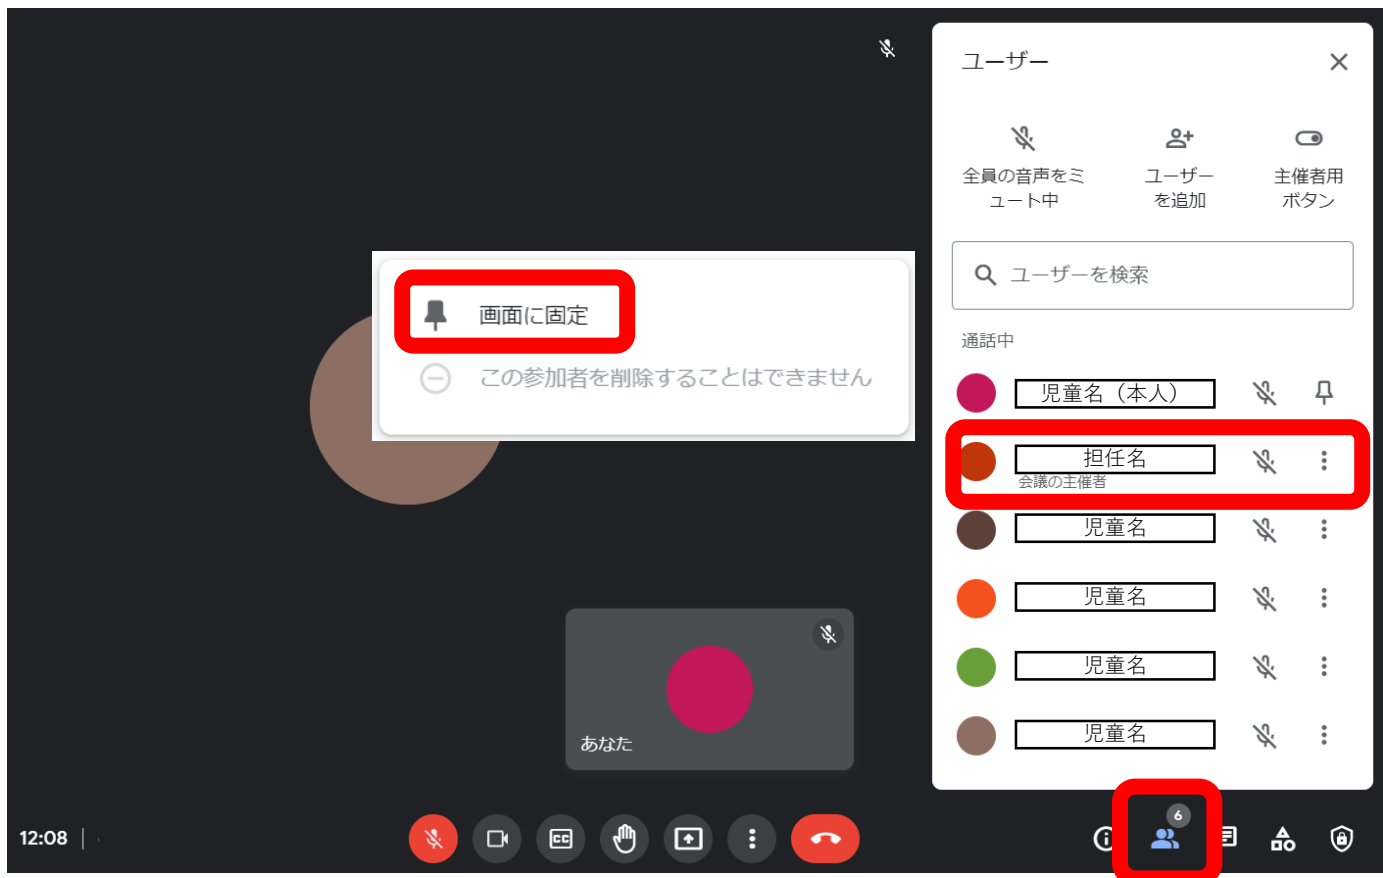 ユーザー
全員の音声をミ
ュート中
ユーザー
を追加
主催者用
ボタン
ユーザーを検索
通話中
児童名（本人）
担任名
会議の主催者
児童名
児童名
児童名
児童名
画面に固定
この参加者を削除することはできません
あなた
12:08
CC
6